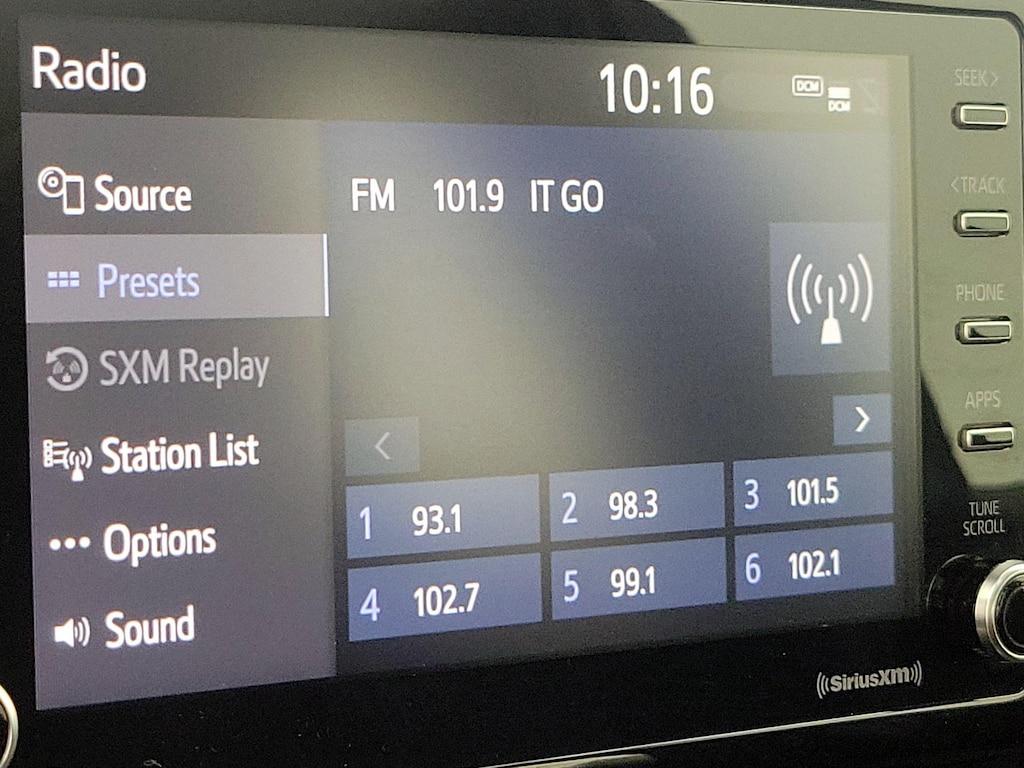 Radio
10:16
DCM
DCM
SEEK>
Source
FM 101.9 IT GO
<TRACK
Presets
PHONE
SXM Replay
APPS
Station List
1 93.1
2 98.3
3 101.5
TUNE
SCROLL
Options
4 102.7
5 99.1
6 102.1
Sound
SiriusXM